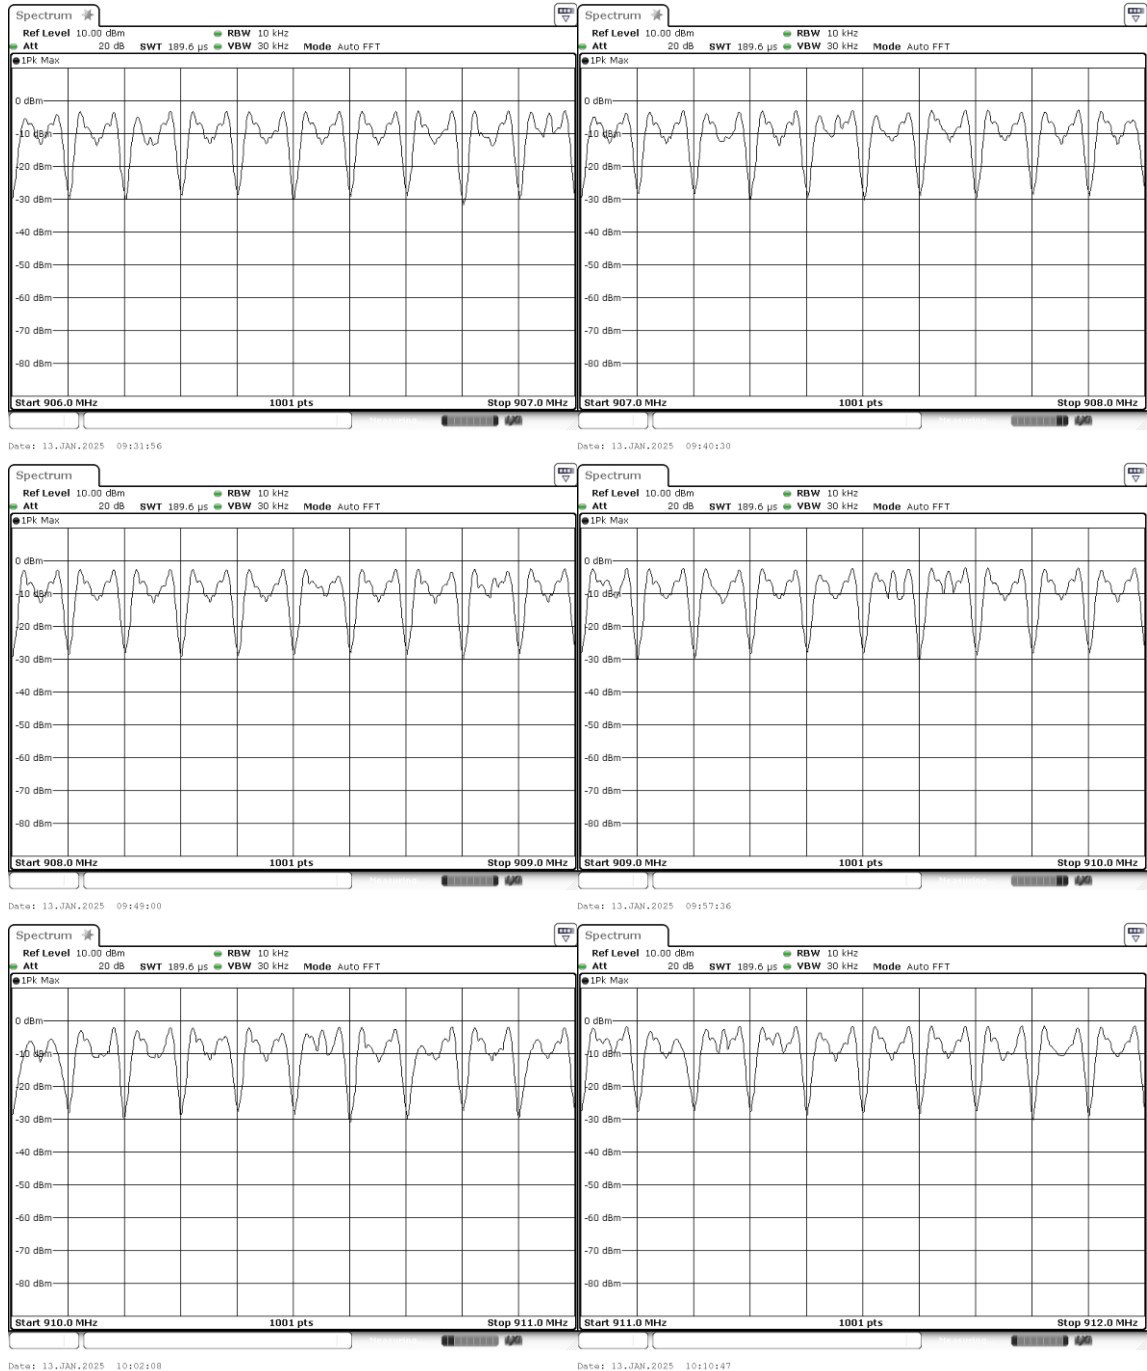 Spectrum
Ref Level 10.00 dBm RBW 10 kHz
Att 20 dB SWT 189.6 µs VBW 30 kHz Mode Auto FFT
1Pk Max
0 dBm
-10 dBm
-20 dBm
-30 dBm
-40 dBm
-50 dBm
-60 dBm
-70 dBm
-80 dBm
Start 906.0 MHz 1001 pts Stop 907.0 MHz
Date: 13.JAN.2025 09:31:56
Spectrum
Ref Level 10.00 dBm RBW 10 kHz
Att 20 dB SWT 189.6 µs VBW 30 kHz Mode Auto FFT
1Pk Max
0 dBm
-10 dBm
-20 dBm
-30 dBm
-40 dBm
-50 dBm
-60 dBm
-70 dBm
-80 dBm
Start 907.0 MHz 1001 pts Stop 908.0 MHz
Date: 13.JAN.2025 09:40:30
Spectrum
Ref Level 10.00 dBm RBW 10 kHz
Att 20 dB SWT 189.6 µs VBW 30 kHz Mode Auto FFT
1Pk Max
0 dBm
-10 dBm
-20 dBm
-30 dBm
-40 dBm
-50 dBm
-60 dBm
-70 dBm
-80 dBm
Start 908.0 MHz 1001 pts Stop 909.0 MHz
Date: 13.JAN.2025 09:49:00
Spectrum
Ref Level 10.00 dBm RBW 10 kHz
Att 20 dB SWT 189.6 µs VBW 30 kHz Mode Auto FFT
1Pk Max
0 dBm
-10 dBm
-20 dBm
-30 dBm
-40 dBm
-50 dBm
-60 dBm
-70 dBm
-80 dBm
Start 909.0 MHz 1001 pts Stop 910.0 MHz
Date: 13.JAN.2025 09:57:36
Spectrum
Ref Level 10.00 dBm RBW 10 kHz
Att 20 dB SWT 189.6 µs VBW 30 kHz Mode Auto FFT
1Pk Max
0 dBm
-10 dBm
-20 dBm
-30 dBm
-40 dBm
-50 dBm
-60 dBm
-70 dBm
-80 dBm
Start 910.0 MHz 1001 pts Stop 911.0 MHz
Date: 13.JAN.2025 10:02:08
Spectrum
Ref Level 10.00 dBm RBW 10 kHz
Att 20 dB SWT 189.6 µs VBW 30 kHz Mode Auto FFT
1Pk Max
0 dBm
-10 dBm
-20 dBm
-30 dBm
-40 dBm
-50 dBm
-60 dBm
-70 dBm
-80 dBm
Start 911.0 MHz 1001 pts Stop 912.0 MHz
Date: 13.JAN.2025 10:10:47